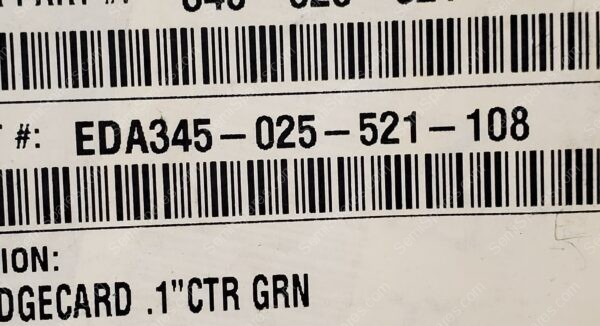 #: EDA345-025-521-108
ION:
DGECARD .1"CTR GRN